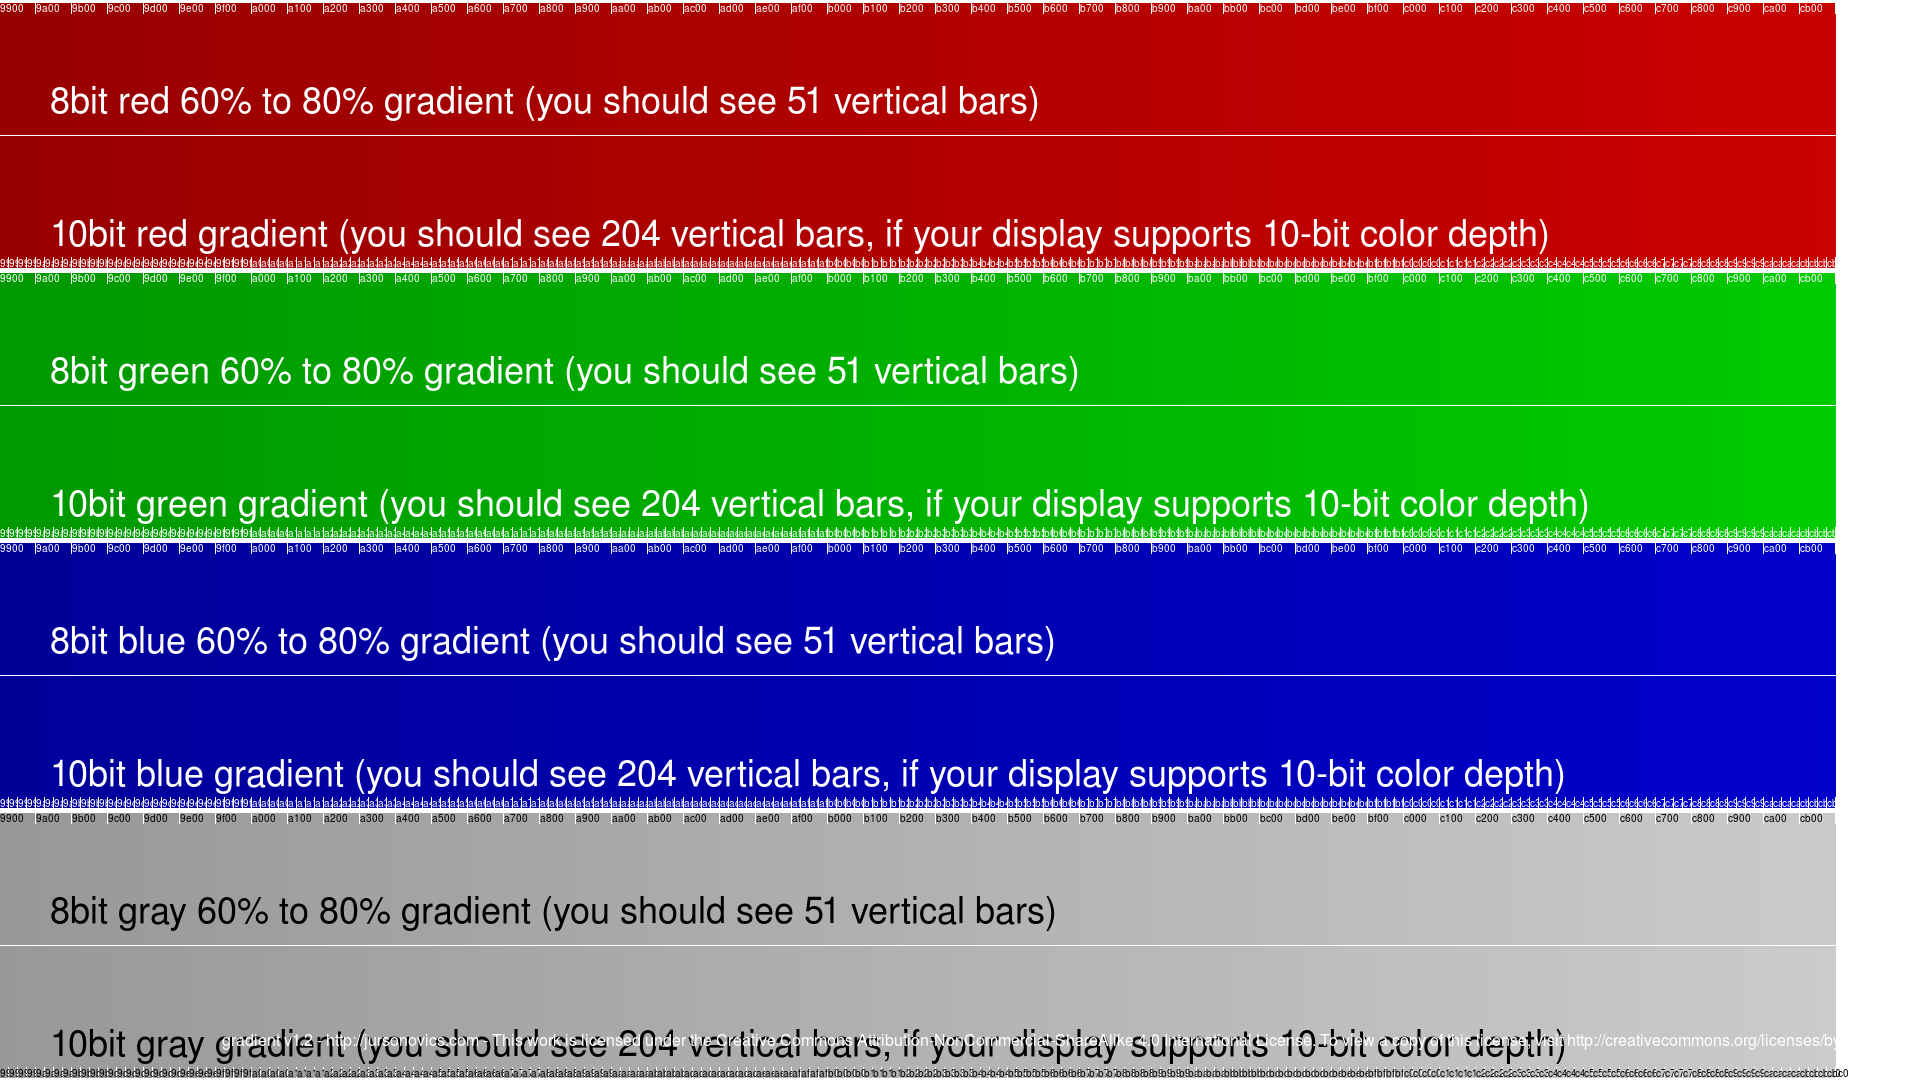 9900 9a00 9b00 9c00 9d00 9e00 9f00 a000 a100 a200 a300 a400 a500 a600 a700 a800 a900 aa00 ab00 ac00 ad00 ae00 af00 b000 b100 b200 b300 b400 b500 b600 b700 b800 b900 ba00 bb00 bc00 bd00 be00 bf00 c000 c100 c200 c300 c400 c500 c600 c700 c800 c900 ca00 cb00
8bit red 60% to 80% gradient (you should see 51 vertical bars)
10bit red gradient (you should see 204 vertical bars, if your display supports 10-bit color depth)
9900 9a00 9b00 9c00 9d00 9e00 9f00 a000 a100 a200 a300 a400 a500 a600 a700 a800 a900 aa00 ab00 ac00 ad00 ae00 af00 b000 b100 b200 b300 b400 b500 b600 b700 b800 b900 ba00 bb00 bc00 bd00 be00 bf00 c000 c100 c200 c300 c400 c500 c600 c700 c800 c900 ca00 cb00
8bit green 60% to 80% gradient (you should see 51 vertical bars)
10bit green gradient (you should see 204 vertical bars, if your display supports 10-bit color depth)
9900 9a00 9b00 9c00 9d00 9e00 9f00 a000 a100 a200 a300 a400 a500 a600 a700 a800 a900 aa00 ab00 ac00 ad00 ae00 af00 b000 b100 b200 b300 b400 b500 b600 b700 b800 b900 ba00 bb00 bc00 bd00 be00 bf00 c000 c100 c200 c300 c400 c500 c600 c700 c800 c900 ca00 cb00
8bit blue 60% to 80% gradient (you should see 51 vertical bars)
10bit blue gradient (you should see 204 vertical bars, if your display supports 10-bit color depth)
9900 9a00 9b00 9c00 9d00 9e00 9f00 a000 a100 a200 a300 a400 a500 a600 a700 a800 a900 aa00 ab00 ac00 ad00 ae00 af00 b000 b100 b200 b300 b400 b500 b600 b700 b800 b900 ba00 bb00 bc00 bd00 be00 bf00 c000 c100 c200 c300 c400 c500 c600 c700 c800 c900 ca00 cb00
8bit gray 60% to 80% gradient (you should see 51 vertical bars)
10bit gray gradient (you should see 204 vertical bars, if your display supports 10-bit color depth)
gradient v1.2 - http://jursonovics.com - This work is licensed under the Creative Commons Attribution-NonCommercial-ShareAlike 4.0 International License. To view a copy of this license, visit http://creativecommons.org/licenses/by